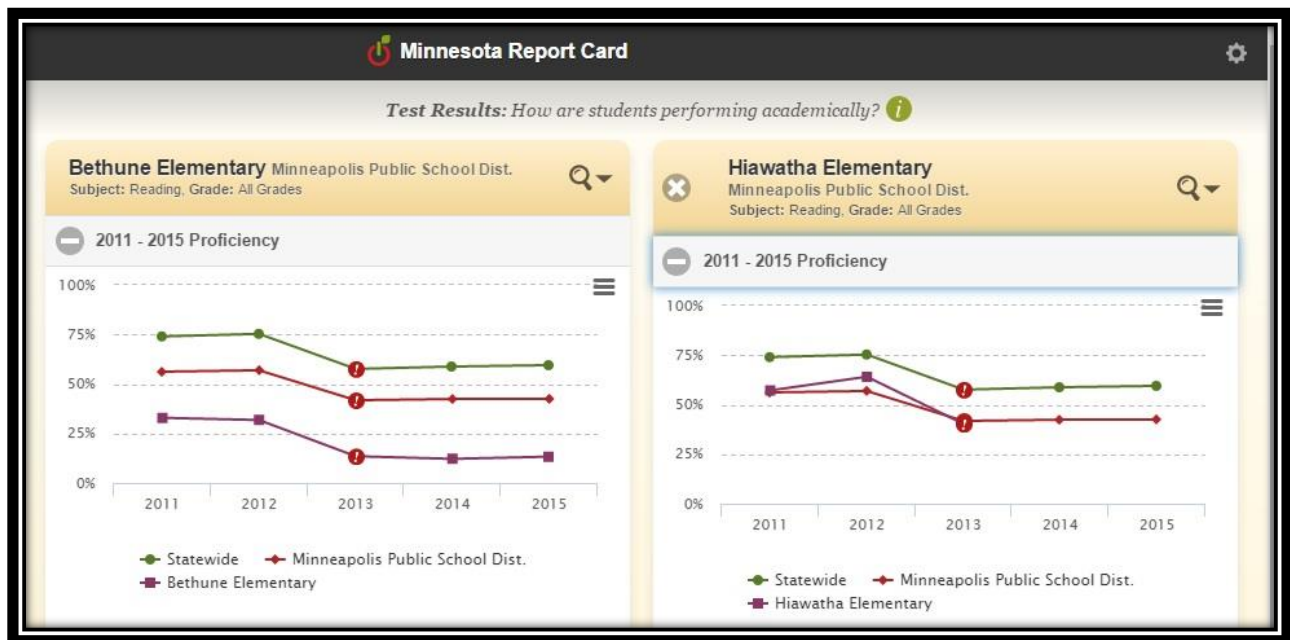 Minnesota Report Card
Test Results: How are students performing academically? i
Bethune Elementary Minneapolis Public School Dist.
Subject: Reading, Grade: All Grades
2011 - 2015 Proficiency
100%
75%
50%
25%
0%
! ! !
2011 2012 2013 2014 2015
Statewide Minneapolis Public School Dist.
Bethune Elementary
Hiawatha Elementary
Minneapolis Public School Dist.
Subject: Reading, Grade: All Grades
2011 - 2015 Proficiency
100%
75%
50%
25%
0%
! !
2011 2012 2013 2014 2015
Statewide Minneapolis Public School Dist.
Hiawatha Elementary